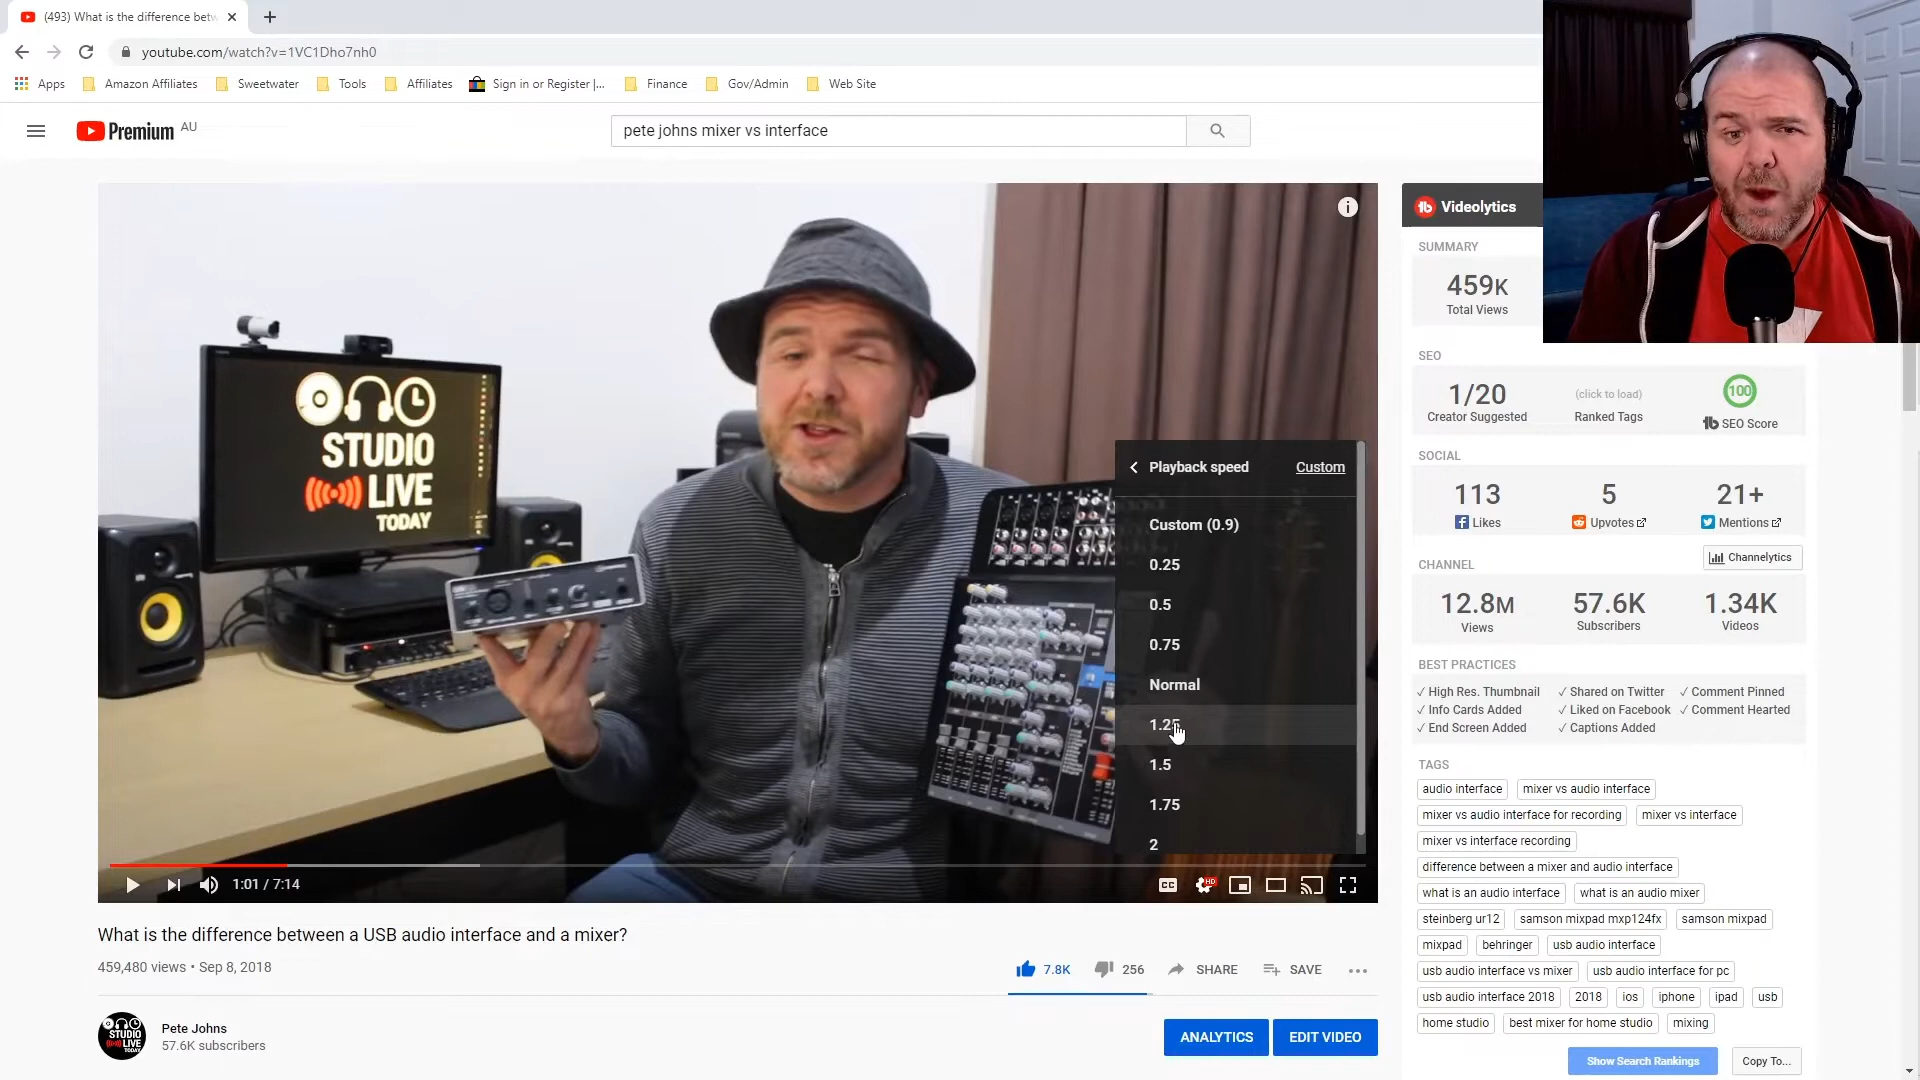 (493) What is the difference betw
youtube.com/watch?v=1VC1Dho7nh0
Apps Amazon Affiliates Sweetwater Tools Affiliates Sign in or Register |... Finance Gov/Admin Web Site
Premium AU
pete johns mixer vs interface
STUDIO
LIVE
TODAY
Playback speed Custom
Custom (0.9)
0.25
0.5
0.75
Normal
1.25
1.5
1.75
2
1:01 / 7:14
CC HD
What is the difference between a USB audio interface and a mixer?
459,480 views • Sep 8, 2018
7.8K 256 SHARE SAVE
STUDIO
LIVE
TODAY
Pete Johns
57.6K subscribers
ANALYTICS EDIT VIDEO
Videolytics
SUMMARY
459K
Total Views
SEO
1/20 (click to load) 100
Creator Suggested Ranked Tags SEO Score
SOCIAL
113 5 21+
Likes Upvotes Mentions
Channelytics
CHANNEL
12.8M 57.6K 1.34K
Views Subscribers Videos
BEST PRACTICES
✓ High Res. Thumbnail ✓ Shared on Twitter ✓ Comment Pinned
✓ Info Cards Added ✓ Liked on Facebook ✓ Comment Hearted
✓ End Screen Added ✓ Captions Added
TAGS
audio interface mixer vs audio interface
mixer vs audio interface for recording mixer vs interface
mixer vs interface recording
difference between a mixer and audio interface
what is an audio interface what is an audio mixer
steinberg ur12 samson mixpad mxp124fx samson mixpad
mixpad behringer usb audio interface
usb audio interface vs mixer usb audio interface for pc
usb audio interface 2018 2018 ios iphone ipad usb
home studio best mixer for home studio mixing
Show Search Rankings Copy To...